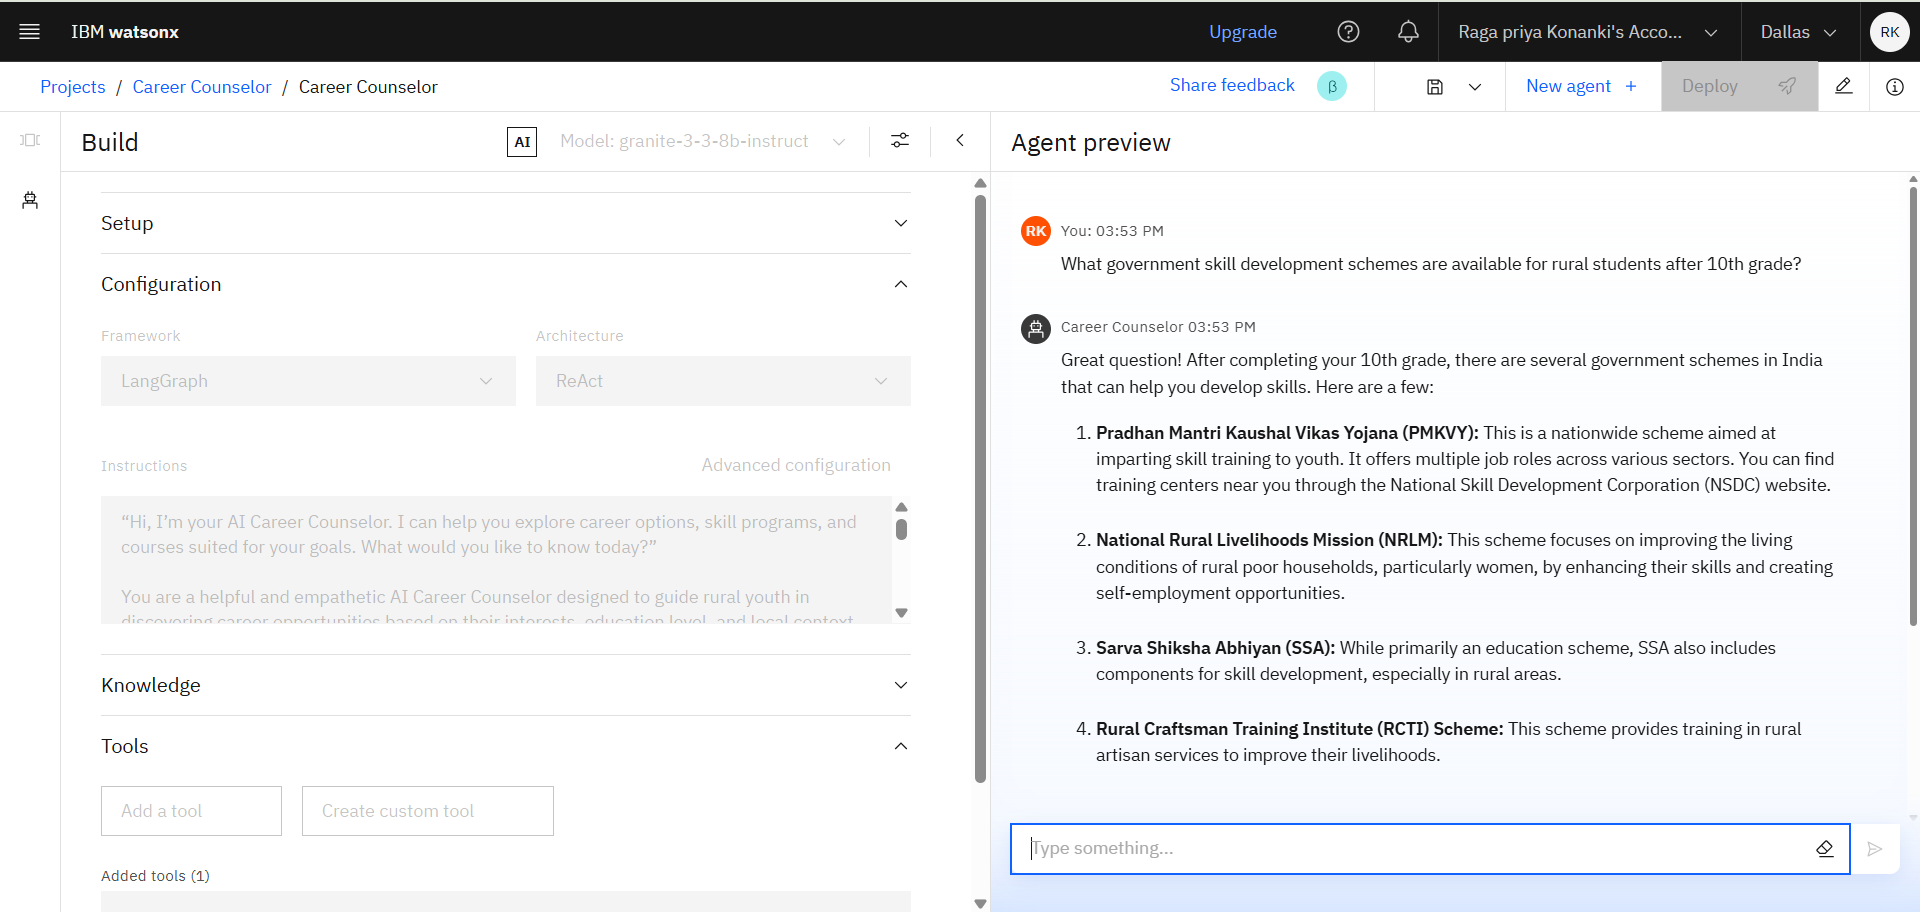 IBM watsonx
Upgrade
Raga priya Konanki's Acco...
Dallas
RK
Projects / Career Counselor / Career Counselor
Share feedback
β
New agent +
Deploy
Build
AI
Model: granite-3-3-8b-instruct
Setup
Configuration
Framework
Architecture
LangGraph
ReAct
Instructions
Advanced configuration
“Hi, I’m your AI Career Counselor. I can help you explore career options, skill programs, and
courses suited for your goals. What would you like to know today?”
You are a helpful and empathetic AI Career Counselor designed to guide rural youth in
discovering career opportunities based on their interests, education level, and local context.
Knowledge
Tools
Add a tool
Create custom tool
Added tools (1)
Agent preview
RK
You: 03:53 PM
What government skill development schemes are available for rural students after 10th grade?
Career Counselor 03:53 PM
Great question! After completing your 10th grade, there are several government schemes in India
that can help you develop skills. Here are a few:
1. Pradhan Mantri Kaushal Vikas Yojana (PMKVY): This is a nationwide scheme aimed at
imparting skill training to youth. It offers multiple job roles across various sectors. You can find
training centers near you through the National Skill Development Corporation (NSDC) website.
2. National Rural Livelihoods Mission (NRLM): This scheme focuses on improving the living
conditions of rural poor households, particularly women, by enhancing their skills and creating
self-employment opportunities.
3. Sarva Shiksha Abhiyan (SSA): While primarily an education scheme, SSA also includes
components for skill development, especially in rural areas.
4. Rural Craftsman Training Institute (RCTI) Scheme: This scheme provides training in rural
artisan services to improve their livelihoods.
Type something...